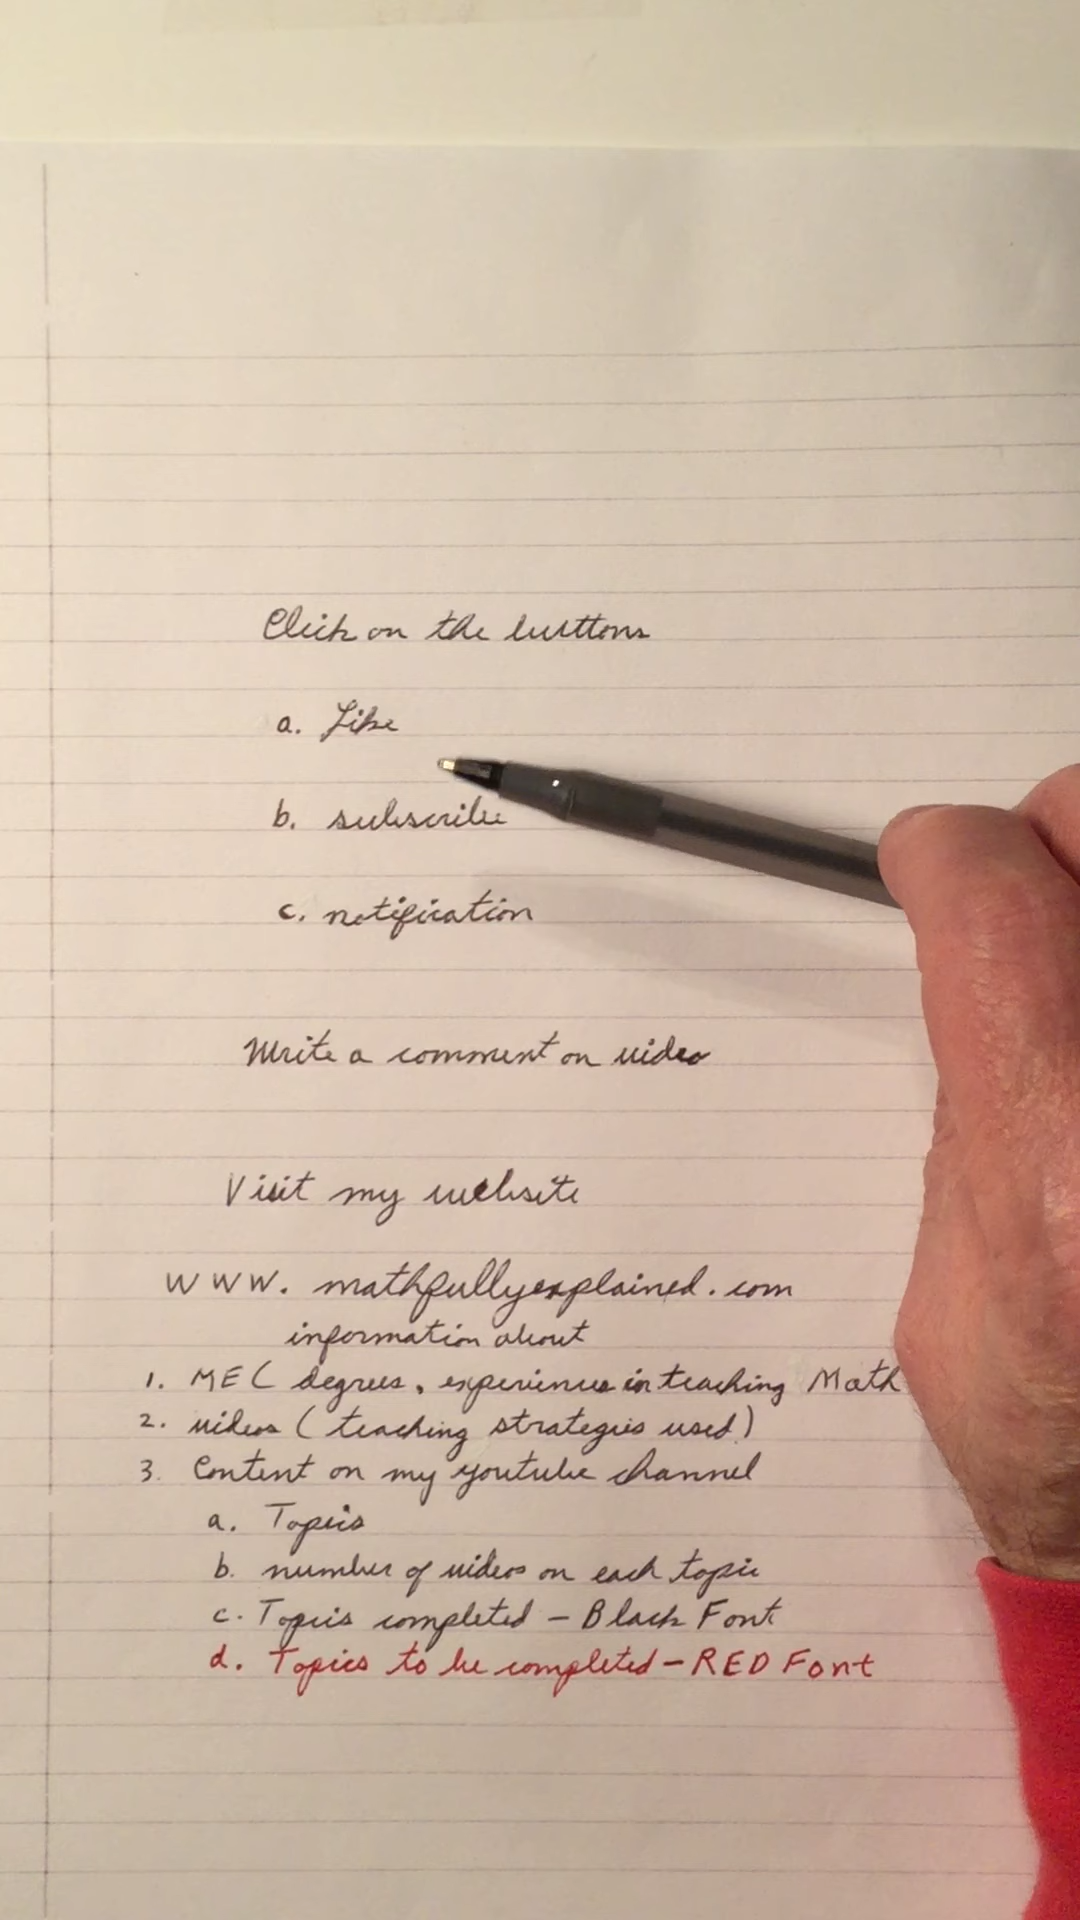 Click on the buttons
a. Like
b. subscribe
c. notification
Write a comment on video
Visit my website
www. mathfullyexplained.com
information about
1. ME ( degrees, experience in teaching Math
2. videos ( teaching strategies used )
3. Content on my youtube channel
a. Topics
b. number of videos on each topic
c. Topics completed - Black Font
d. Topics to be completed - RED Font